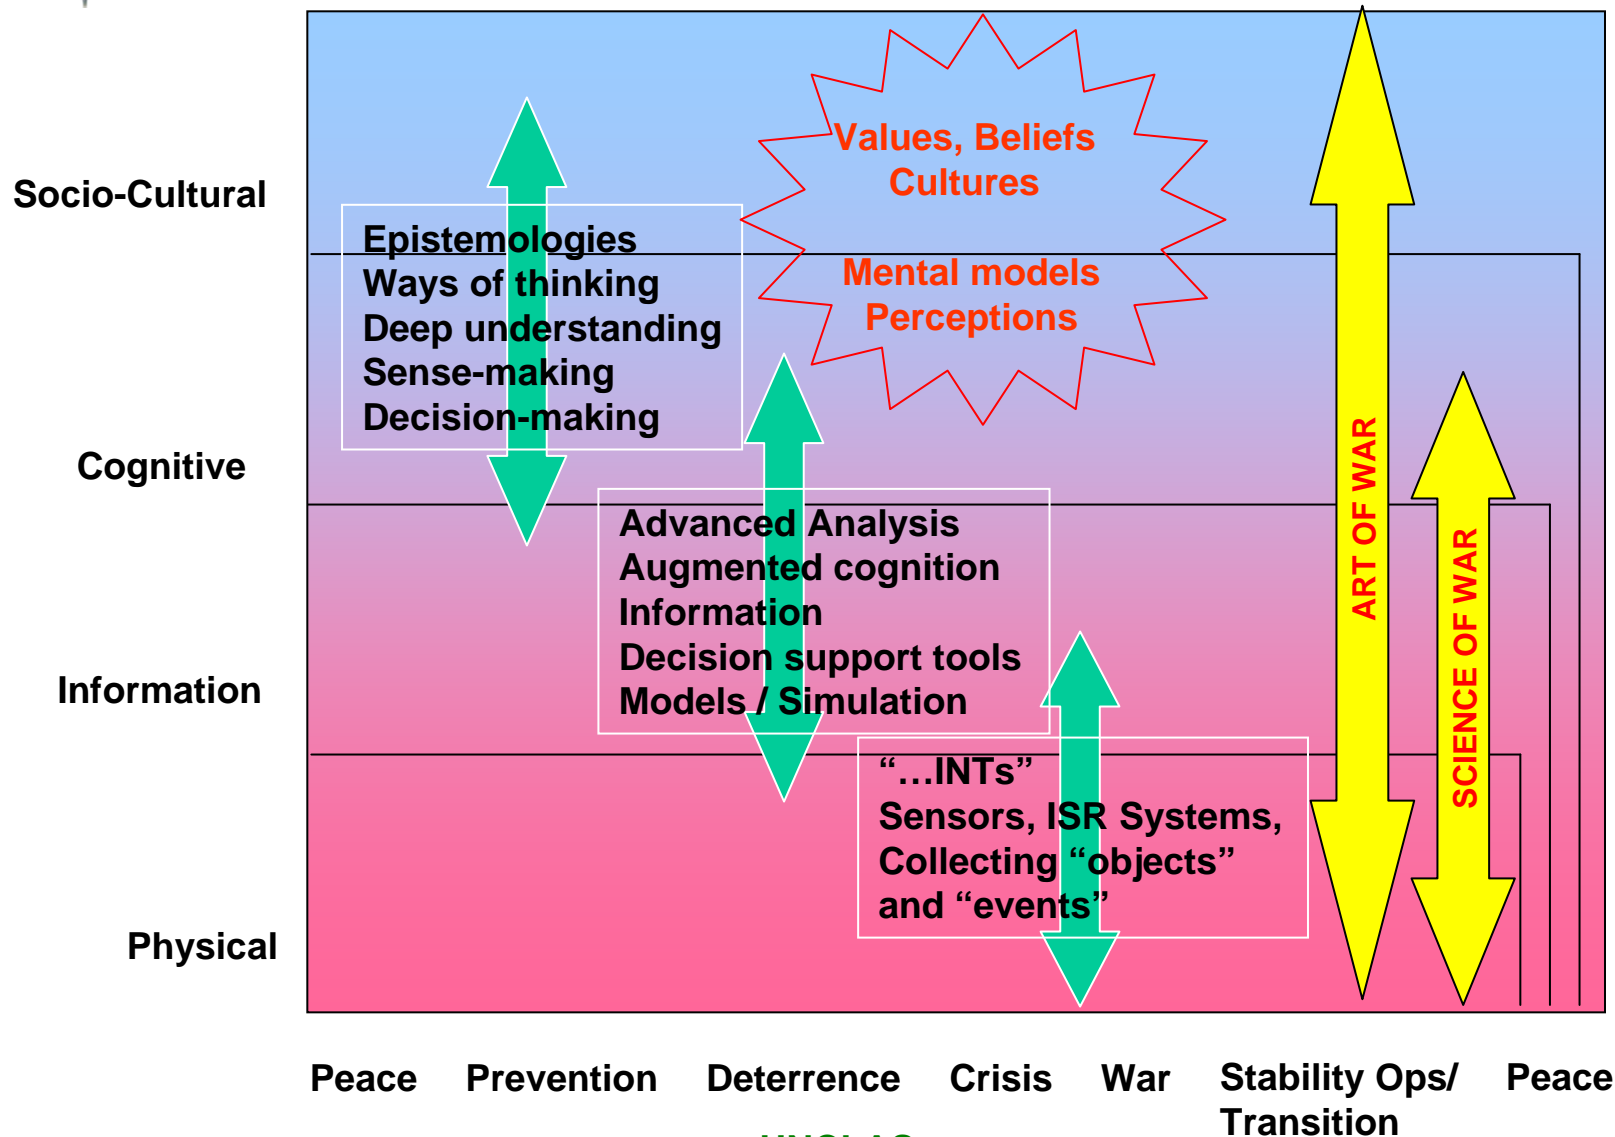 Values, Beliefs
Cultures
Socio-Cultural
Epistemologies
Ways of thinking
Deep understanding
Sense-making
Decision-making
Mental models
Perceptions
Cognitive
Advanced Analysis
Augmented cognition
Information
Decision support tools
Models / Simulation
ART OF WAR
SCIENCE OF WAR
Information
“...INTs”
Sensors, ISR Systems,
Collecting “objects”
and “events”
Physical
Peace Prevention Deterrence Crisis War Stability Ops/ Peace
Transition